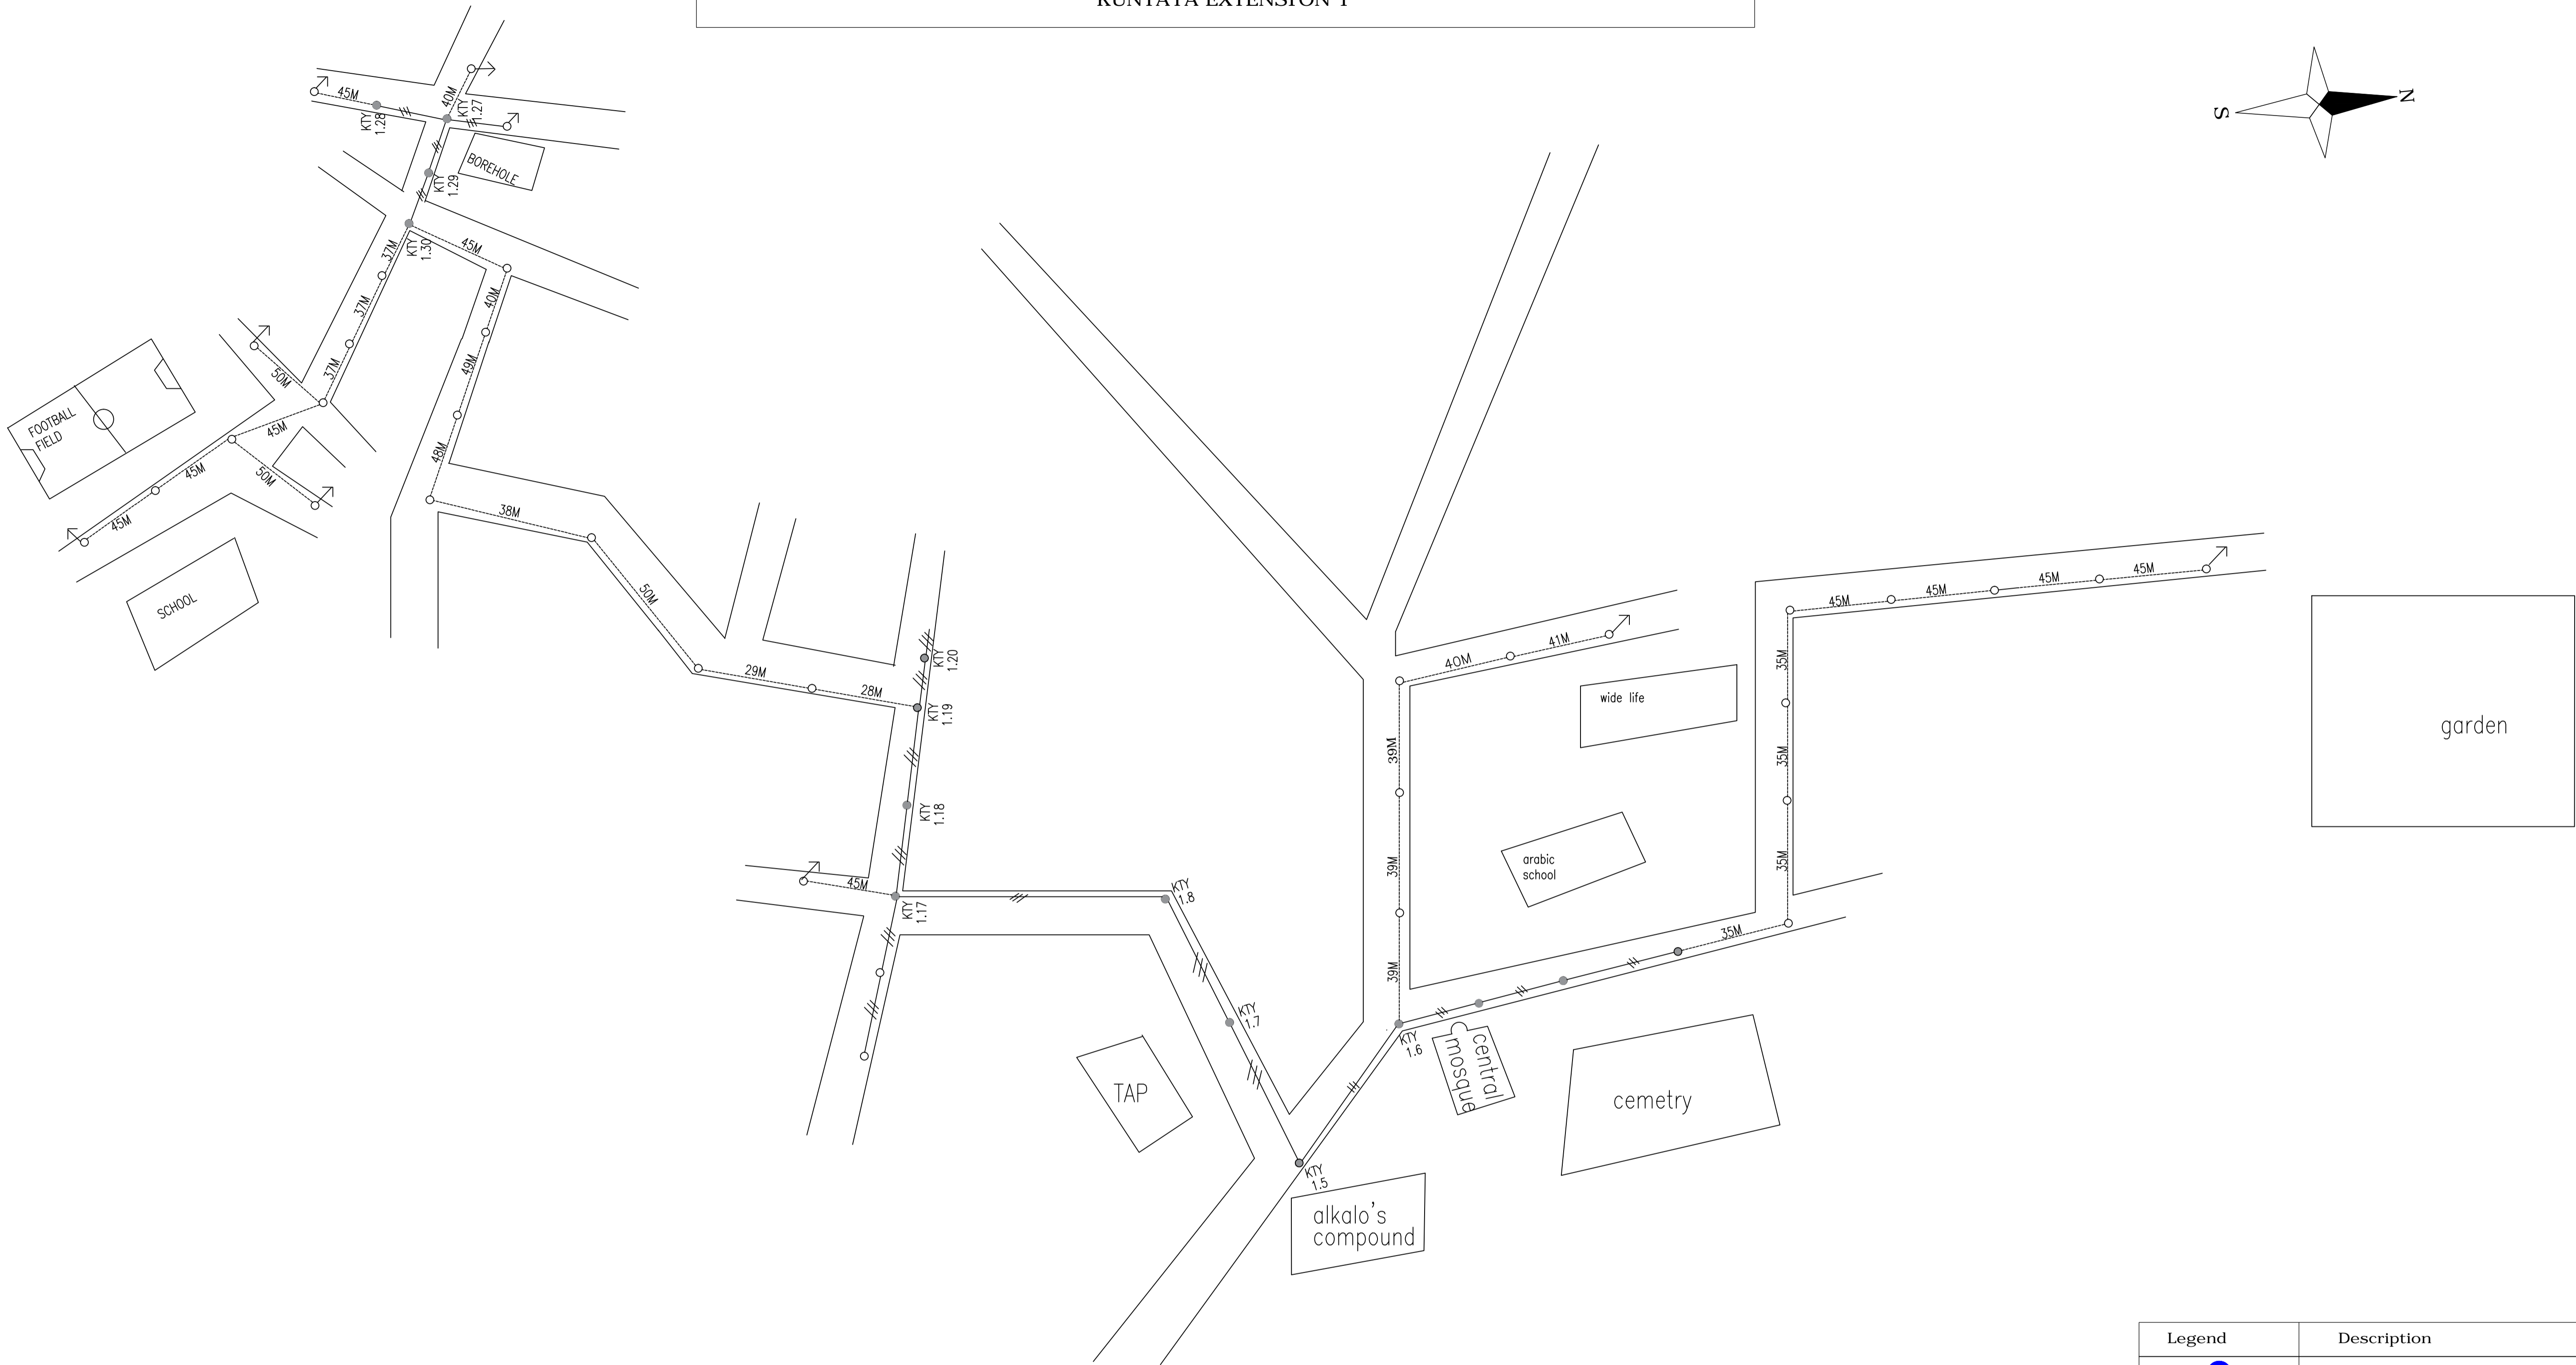 KUNTATA EXTENSION 1
N
S
45M
KTY
1.28
40M
KTY
1.27
BOREHOLE
KTY
1.29
KTY
1.30
45M
37M
37M
37M
40M
49M
48M
50M
45M
50M
45M
45M
FOOTBALL
FIELD
SCHOOL
38M
50M
29M
28M
KTY
1.20
KTY
1.19
KTY
1.18
45M
KTY
1.17
KTY
1.8
KTY
1.7
TAP
KTY
1.5
alkalo's
compound
KTY
1.6
central
mosque
cemetry
39M
39M
39M
40M
41M
wide life
arabic
school
35M
35M
35M
35M
45M
45M
45M
45M
garden
Legend
Description